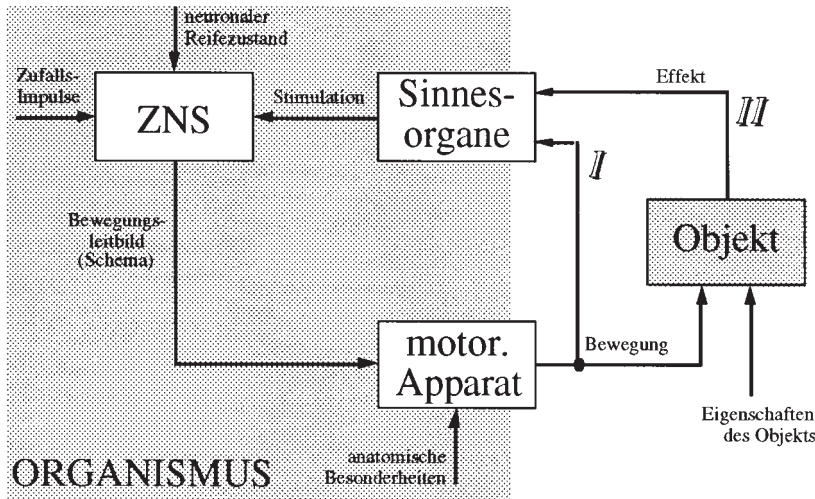 neuronaler
Reifezustand
Zufalls-
Impulse
ZNS
Stimulation
Sinnes-
organe
Effekt
II
I
Objekt
Bewegungs-
leitbild
(Schema)
motor.
Apparat
Bewegung
Eigenschaften
des Objekts
anatomische
Besonderheiten
ORGANISMUS